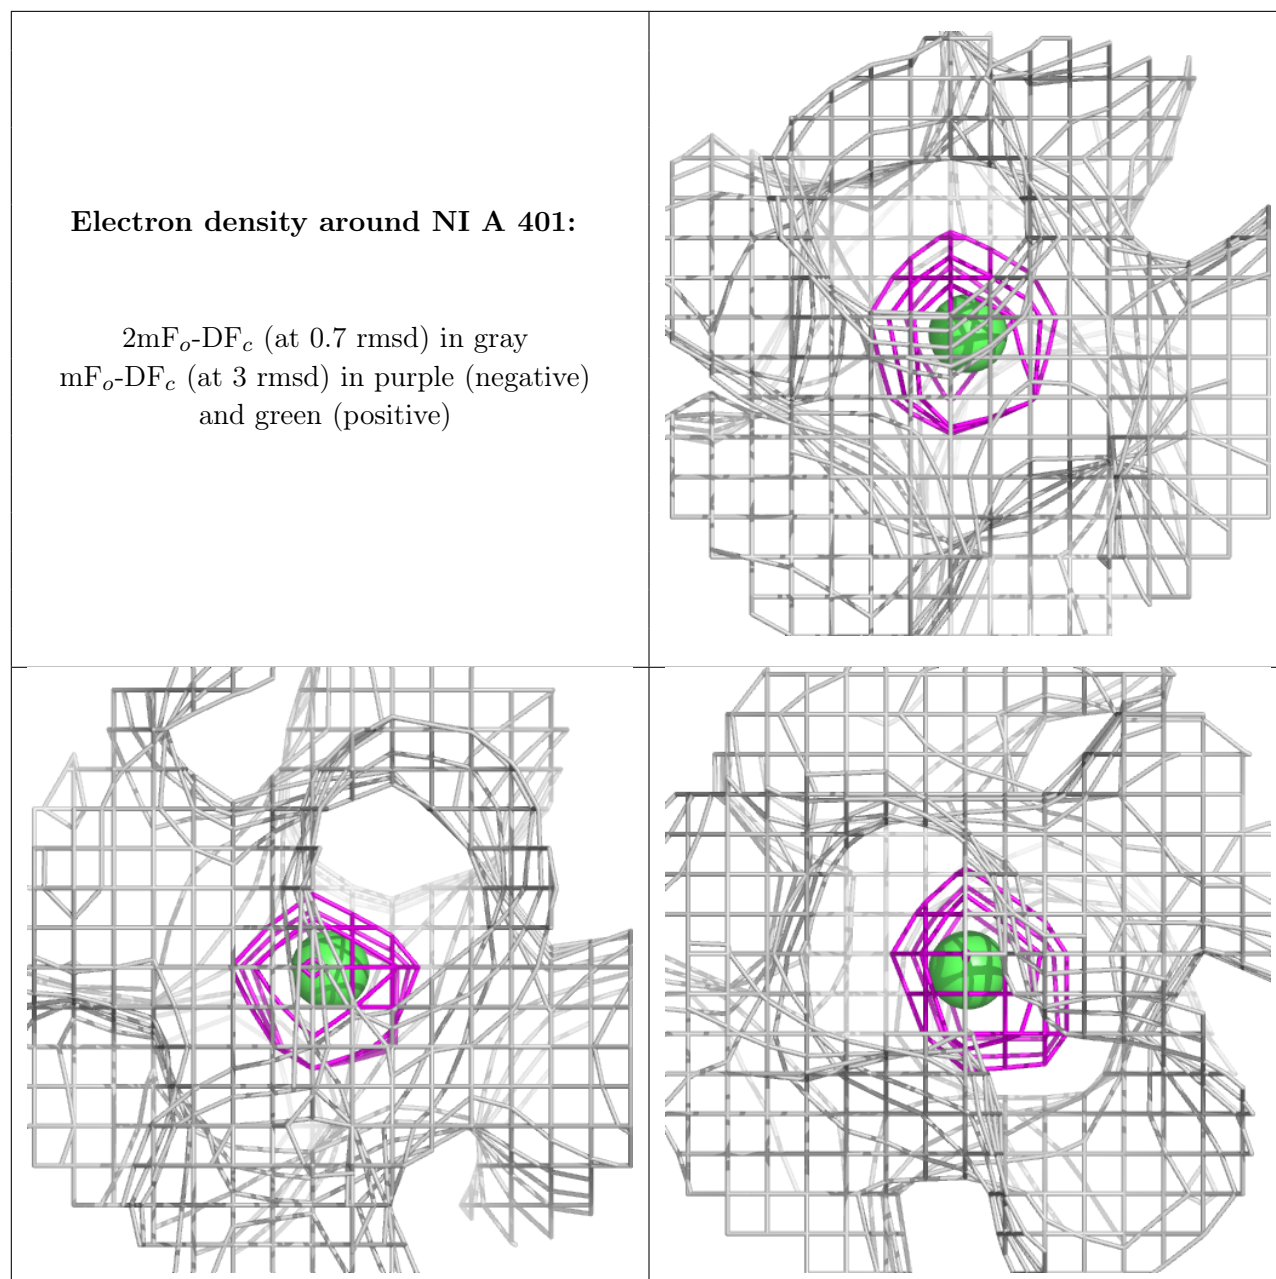 Electron density around NI A 401:
2mFo-DFc (at 0.7 rmsd) in gray
mFo-DFc (at 3 rmsd) in purple (negative)
and green (positive)